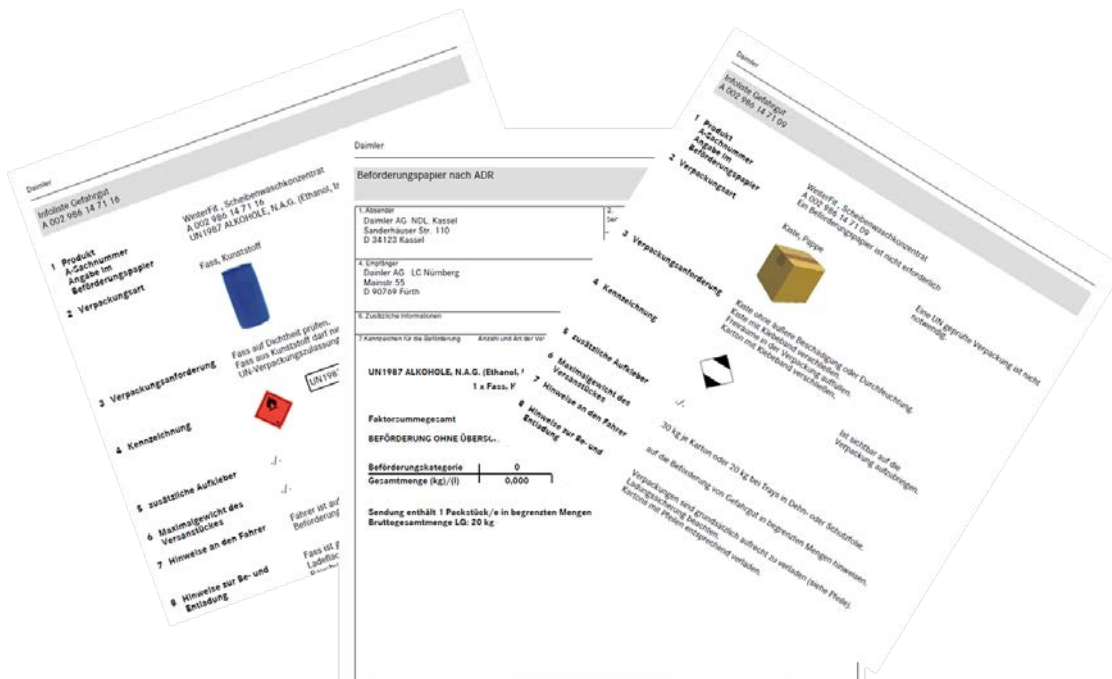 Daimler
Infoliste Gefahrgut
A 002 986 14 71 16
1 Produkt
A-Sachnummer
Angabe im
Beförderungspapier
WinterFit , Scheibenwaschkonzentrat
A 002 986 14 71 16
UN1987 ALKOHOLE, N.A.G. (Ethanol,
2 Verpackungsart
Fass, Kunststoff
3 Verpackungsanforderung
Fass auf Dichtheit prüfen.
Fass aus Kunststoff darf
UN-Verpackungszulassung
4 Kennzeichnung
UN1987
5 zusätzliche Aufkleber
./.
6 Maximalgewicht des
Versandstückes
./.
7 Hinweise an den Fahrer
Fahrer ist
8 Hinweise zur Be- und
Entladung
Fass ist
Daimler
Beförderungspapier nach ADR
1. Absender
Daimler AG NDL. Kassel
Sanderhäuser Str. 110
D 34123 Kassel
2.
4. Empfänger
Daimler AG LC Nürnberg
Mainstr.55
D 90769 Fürth
6. Zusätzliche Informationen
7.Kennzeichen für die Beförderung Anzahl und Art der
UN1987 ALKOHOLE, N.A.G. (Ethanol,
1 x Fass,
Faktorsummegesamt
BEFÖRDERUNG OHNE
Beförderungskategorie 0
Gesamtmenge (kg)/(l) 0,000
Sendung enthält 1 Packstück/e in begrenzten Mengen
Bruttogesamtmenge LQ: 20 kg
Daimler
Infoliste Gefahrgut
A 002 986 14 71 09
1 Produkt
A-Sachnummer
Angabe im
Beförderungspapier
WinterFit , Scheibenwaschkonzentrat
A 002 986 14 71 09
Ein Beförderungspapier ist nicht erforderlich
2 Verpackungsart
Kiste, Pappe
Eine UN geprüfte Verpackung ist nicht
notwendig.
3 Verpackungsanforderung
Kiste ohne äußere Beschädigung oder Durchfeuchtung.
Kiste mit Klebeband verschließen.
Freiräume in der Verpackung auffüllen.
Karton mit Klebeband verschließen.
4 Kennzeichnung
Ist sichtbar auf die
Verpackung aufzubringen.
5 zusätzliche Aufkleber
./.
6 Maximalgewicht des
Versandstückes
30 kg je Karton oder 20 kg bei Trays in Dehn- oder Schutzfolie.
7 Hinweise an den Fahrer
auf die Beförderung von Gefahrgut in begrenzten Mengen hinweisen.
8 Hinweise zur Be- und
Entladung
Verpackungen sind grundsätzlich aufrecht zu verladen (siehe Pfeile).
Ladungssicherung beachten.
Kartons mit Pfeilen entsprechend verladen.